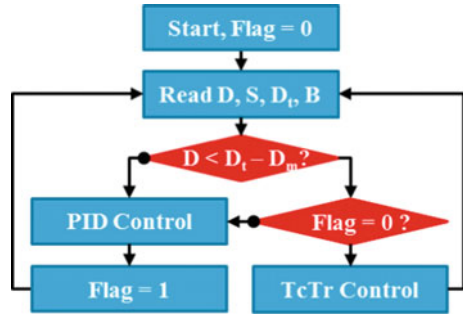 Start, Flag = 0
Read D, S, Dₜ, B
D < Dₜ – Dₘ?
PID Control
Flag = 0 ?
Flag = 1
TcTr Control